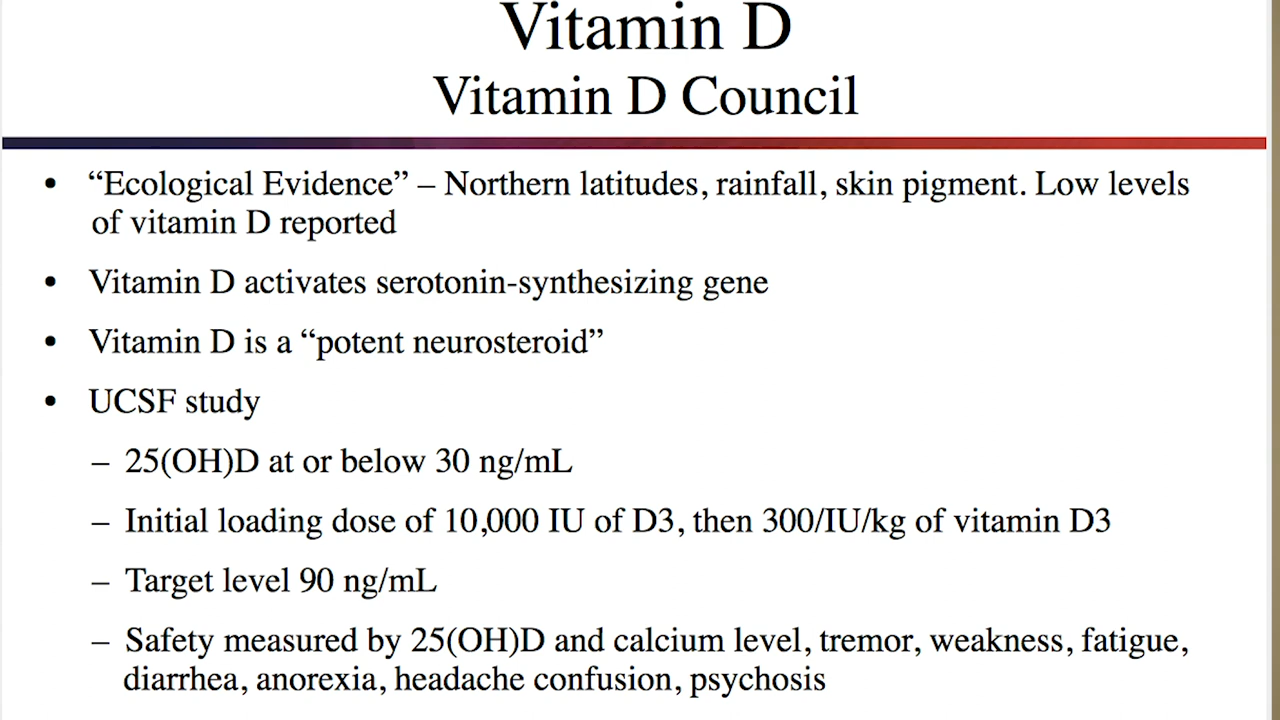 Vitamin D
Vitamin D Council
• “Ecological Evidence” – Northern latitudes, rainfall, skin pigment. Low levels
of vitamin D reported
• Vitamin D activates serotonin-synthesizing gene
• Vitamin D is a “potent neurosteroid”
• UCSF study
– 25(OH)D at or below 30 ng/mL
– Initial loading dose of 10,000 IU of D3, then 300/IU/kg of vitamin D3
– Target level 90 ng/mL
– Safety measured by 25(OH)D and calcium level, tremor, weakness, fatigue,
diarrhea, anorexia, headache confusion, psychosis